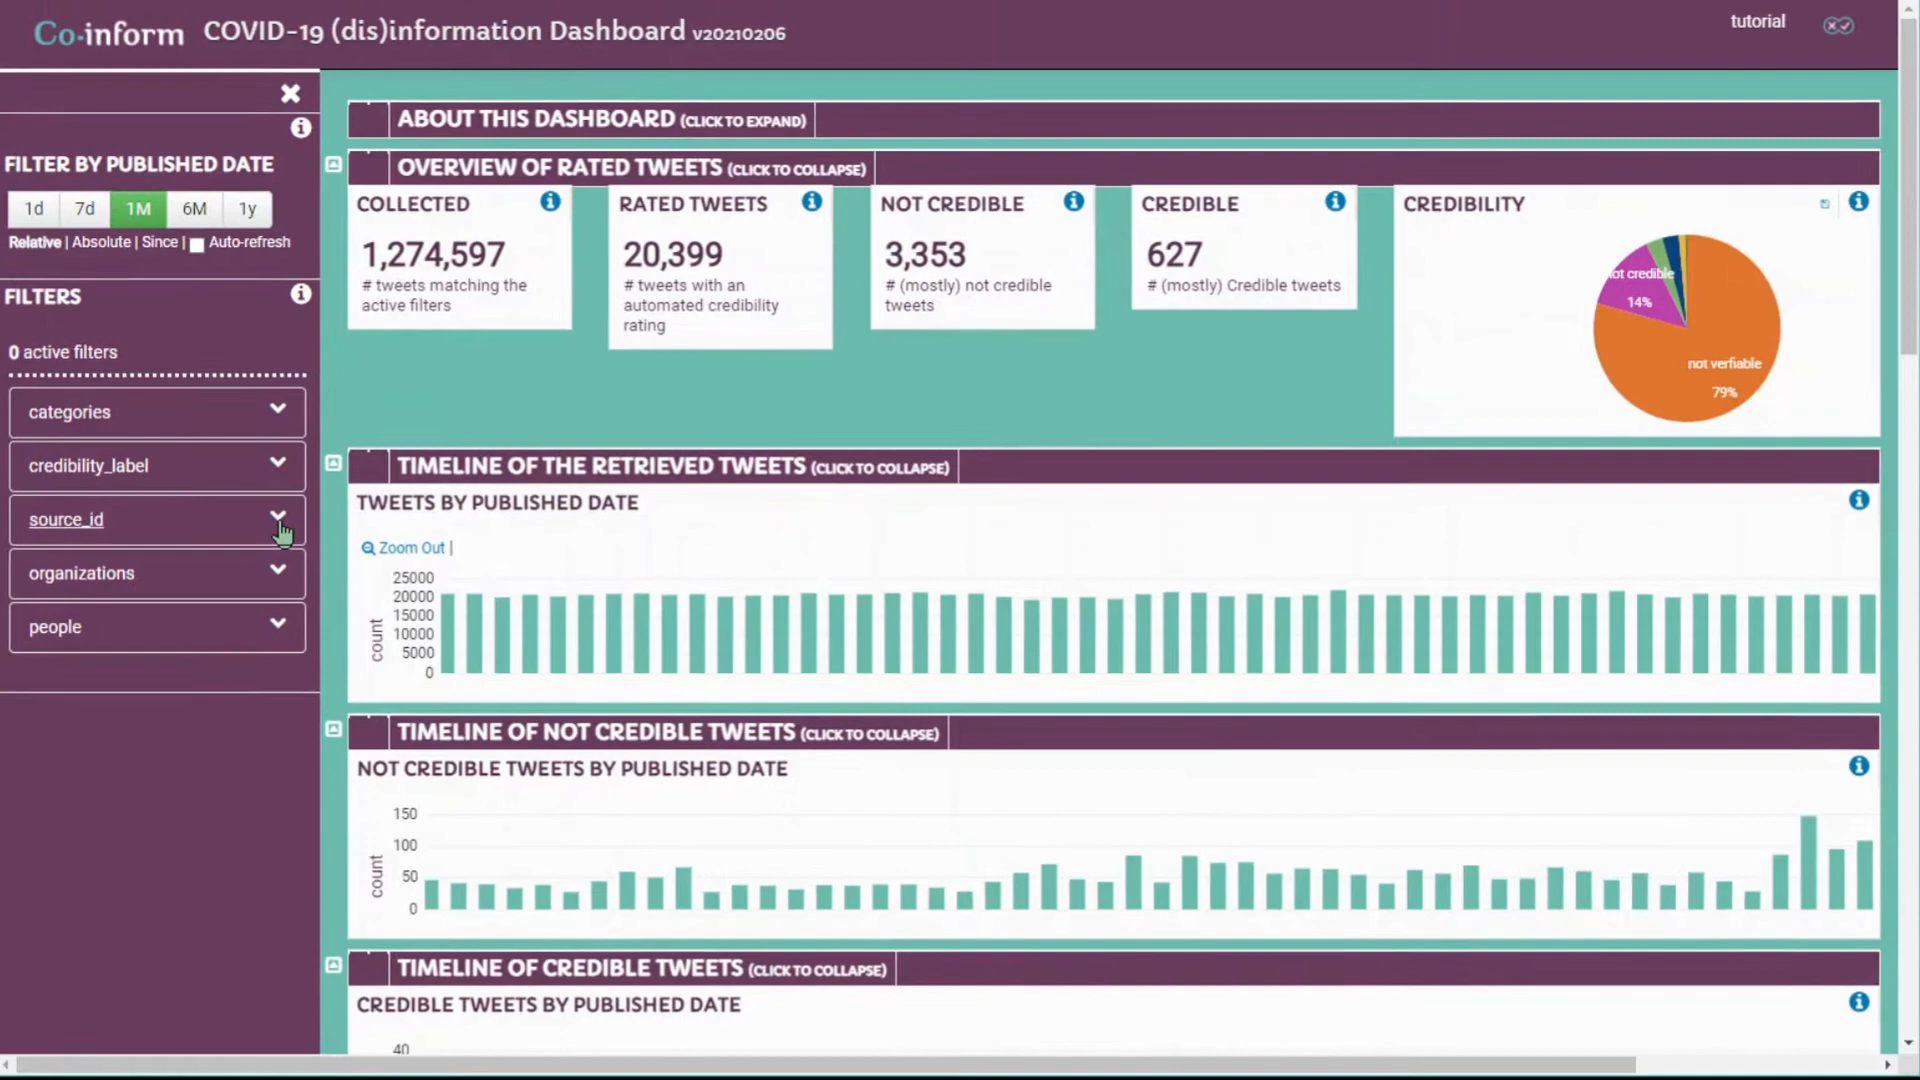 Co-inform COVID-19 (dis)information Dashboard v20210206
tutorial
FILTER BY PUBLISHED DATE
1d 7d 1M 6M 1y
Relative | Absolute | Since | Auto-refresh
FILTERS
0 active filters
categories
credibility_label
source_id
organizations
people
ABOUT THIS DASHBOARD (CLICK TO EXPAND)
OVERVIEW OF RATED TWEETS (CLICK TO COLLAPSE)
COLLECTED
1,274,597
# tweets matching the
active filters
RATED TWEETS
20,399
# tweets with an
automated credibility
rating
NOT CREDIBLE
3,353
# (mostly) not credible
tweets
CREDIBLE
627
# (mostly) Credible tweets
CREDIBILITY
ot credible
14%
not verfiable
79%
TIMELINE OF THE RETRIEVED TWEETS (CLICK TO COLLAPSE)
TWEETS BY PUBLISHED DATE
Zoom Out |
25000
20000
15000
10000
5000
0
count
TIMELINE OF NOT CREDIBLE TWEETS (CLICK TO COLLAPSE)
NOT CREDIBLE TWEETS BY PUBLISHED DATE
150
100
50
0
count
TIMELINE OF CREDIBLE TWEETS (CLICK TO COLLAPSE)
CREDIBLE TWEETS BY PUBLISHED DATE
40